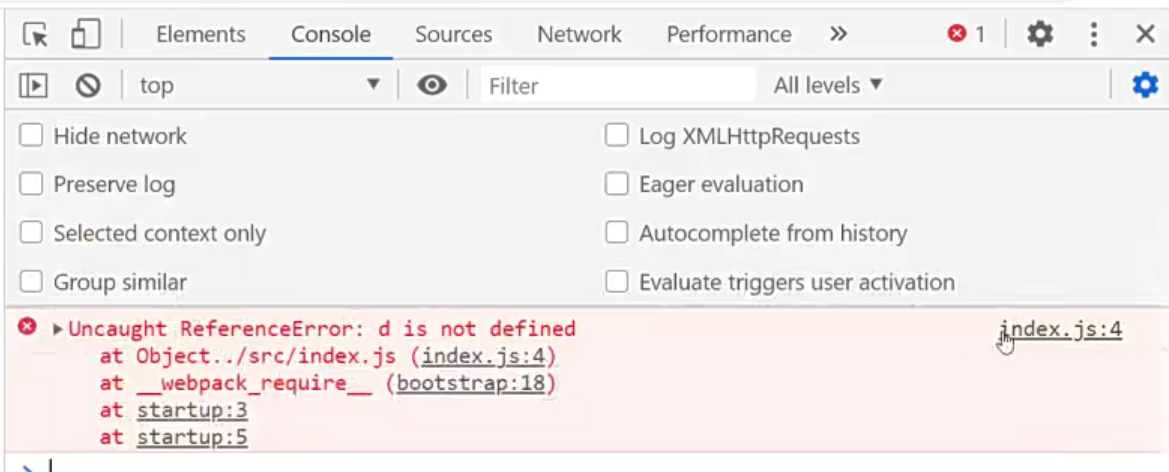 Elements Console Sources Network Performance » 1
top Filter All levels ▼
Hide network Log XMLHttpRequests
Preserve log Eager evaluation
Selected context only Autocomplete from history
Group similar Evaluate triggers user activation
Uncaught ReferenceError: d is not defined index.js:4
at Object../src/index.js (index.js:4)
at __webpack_require__ (bootstrap:18)
at startup:3
at startup:5